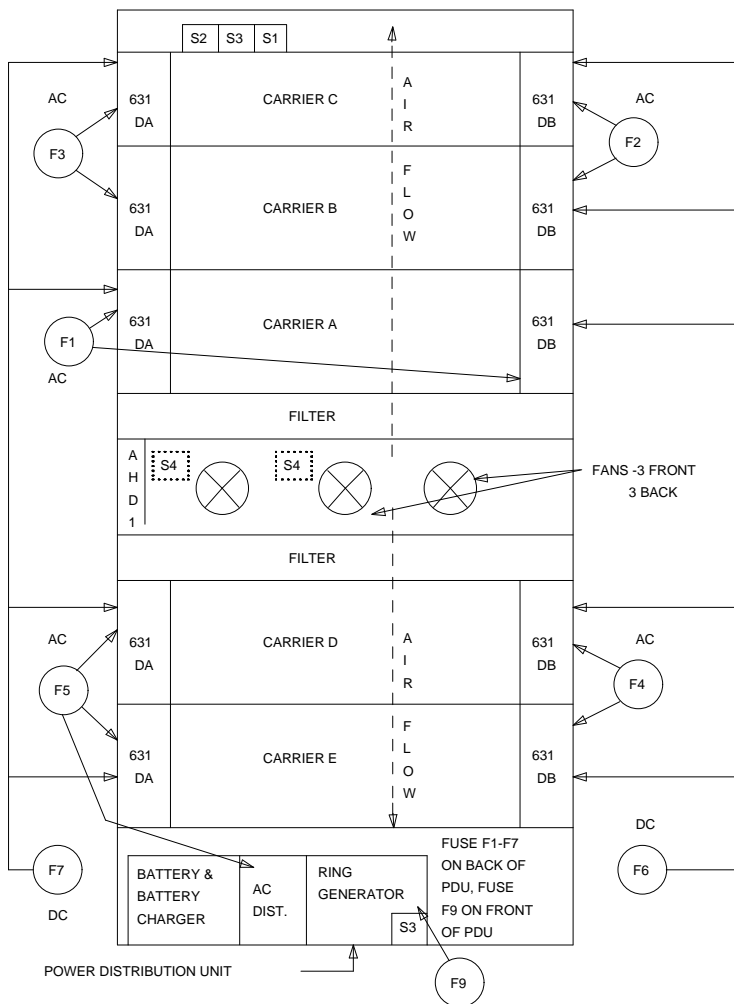 S2 S3 S1
AC
631
DA
CARRIER C
A
I
R
631
DB
AC
F3
F2
631
DA
CARRIER B
F
L
O
W
631
DB
631
DA
CARRIER A
631
DB
F1
AC
FILTER
A
H
D
1
S4
S4
FANS -3 FRONT
3 BACK
FILTER
AC
631
DA
CARRIER D
A
I
R
631
DB
AC
F5
F4
631
DA
CARRIER E
F
L
O
W
631
DB
F7
DC
BATTERY &
BATTERY
CHARGER
AC
DIST.
RING
GENERATOR
S3
FUSE F1-F7
ON BACK OF
PDU, FUSE
F9 ON FRONT
OF PDU
DC
F6
POWER DISTRIBUTION UNIT
F9